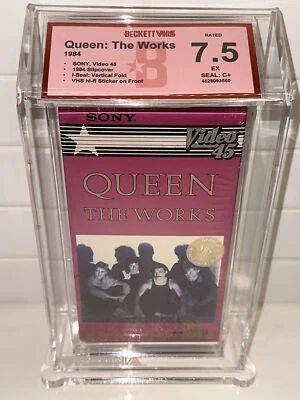 BECKETT VHS
Queen: The Works
1984
• SONY, Video 45
• 1984 Slipcover
• I-Seal: Vertical Fold
• VHS hi-fi Sticker on Front
RATED
7.5
EX
SEAL: C+
SONY
Video
45
QUEEN
THE WORKS